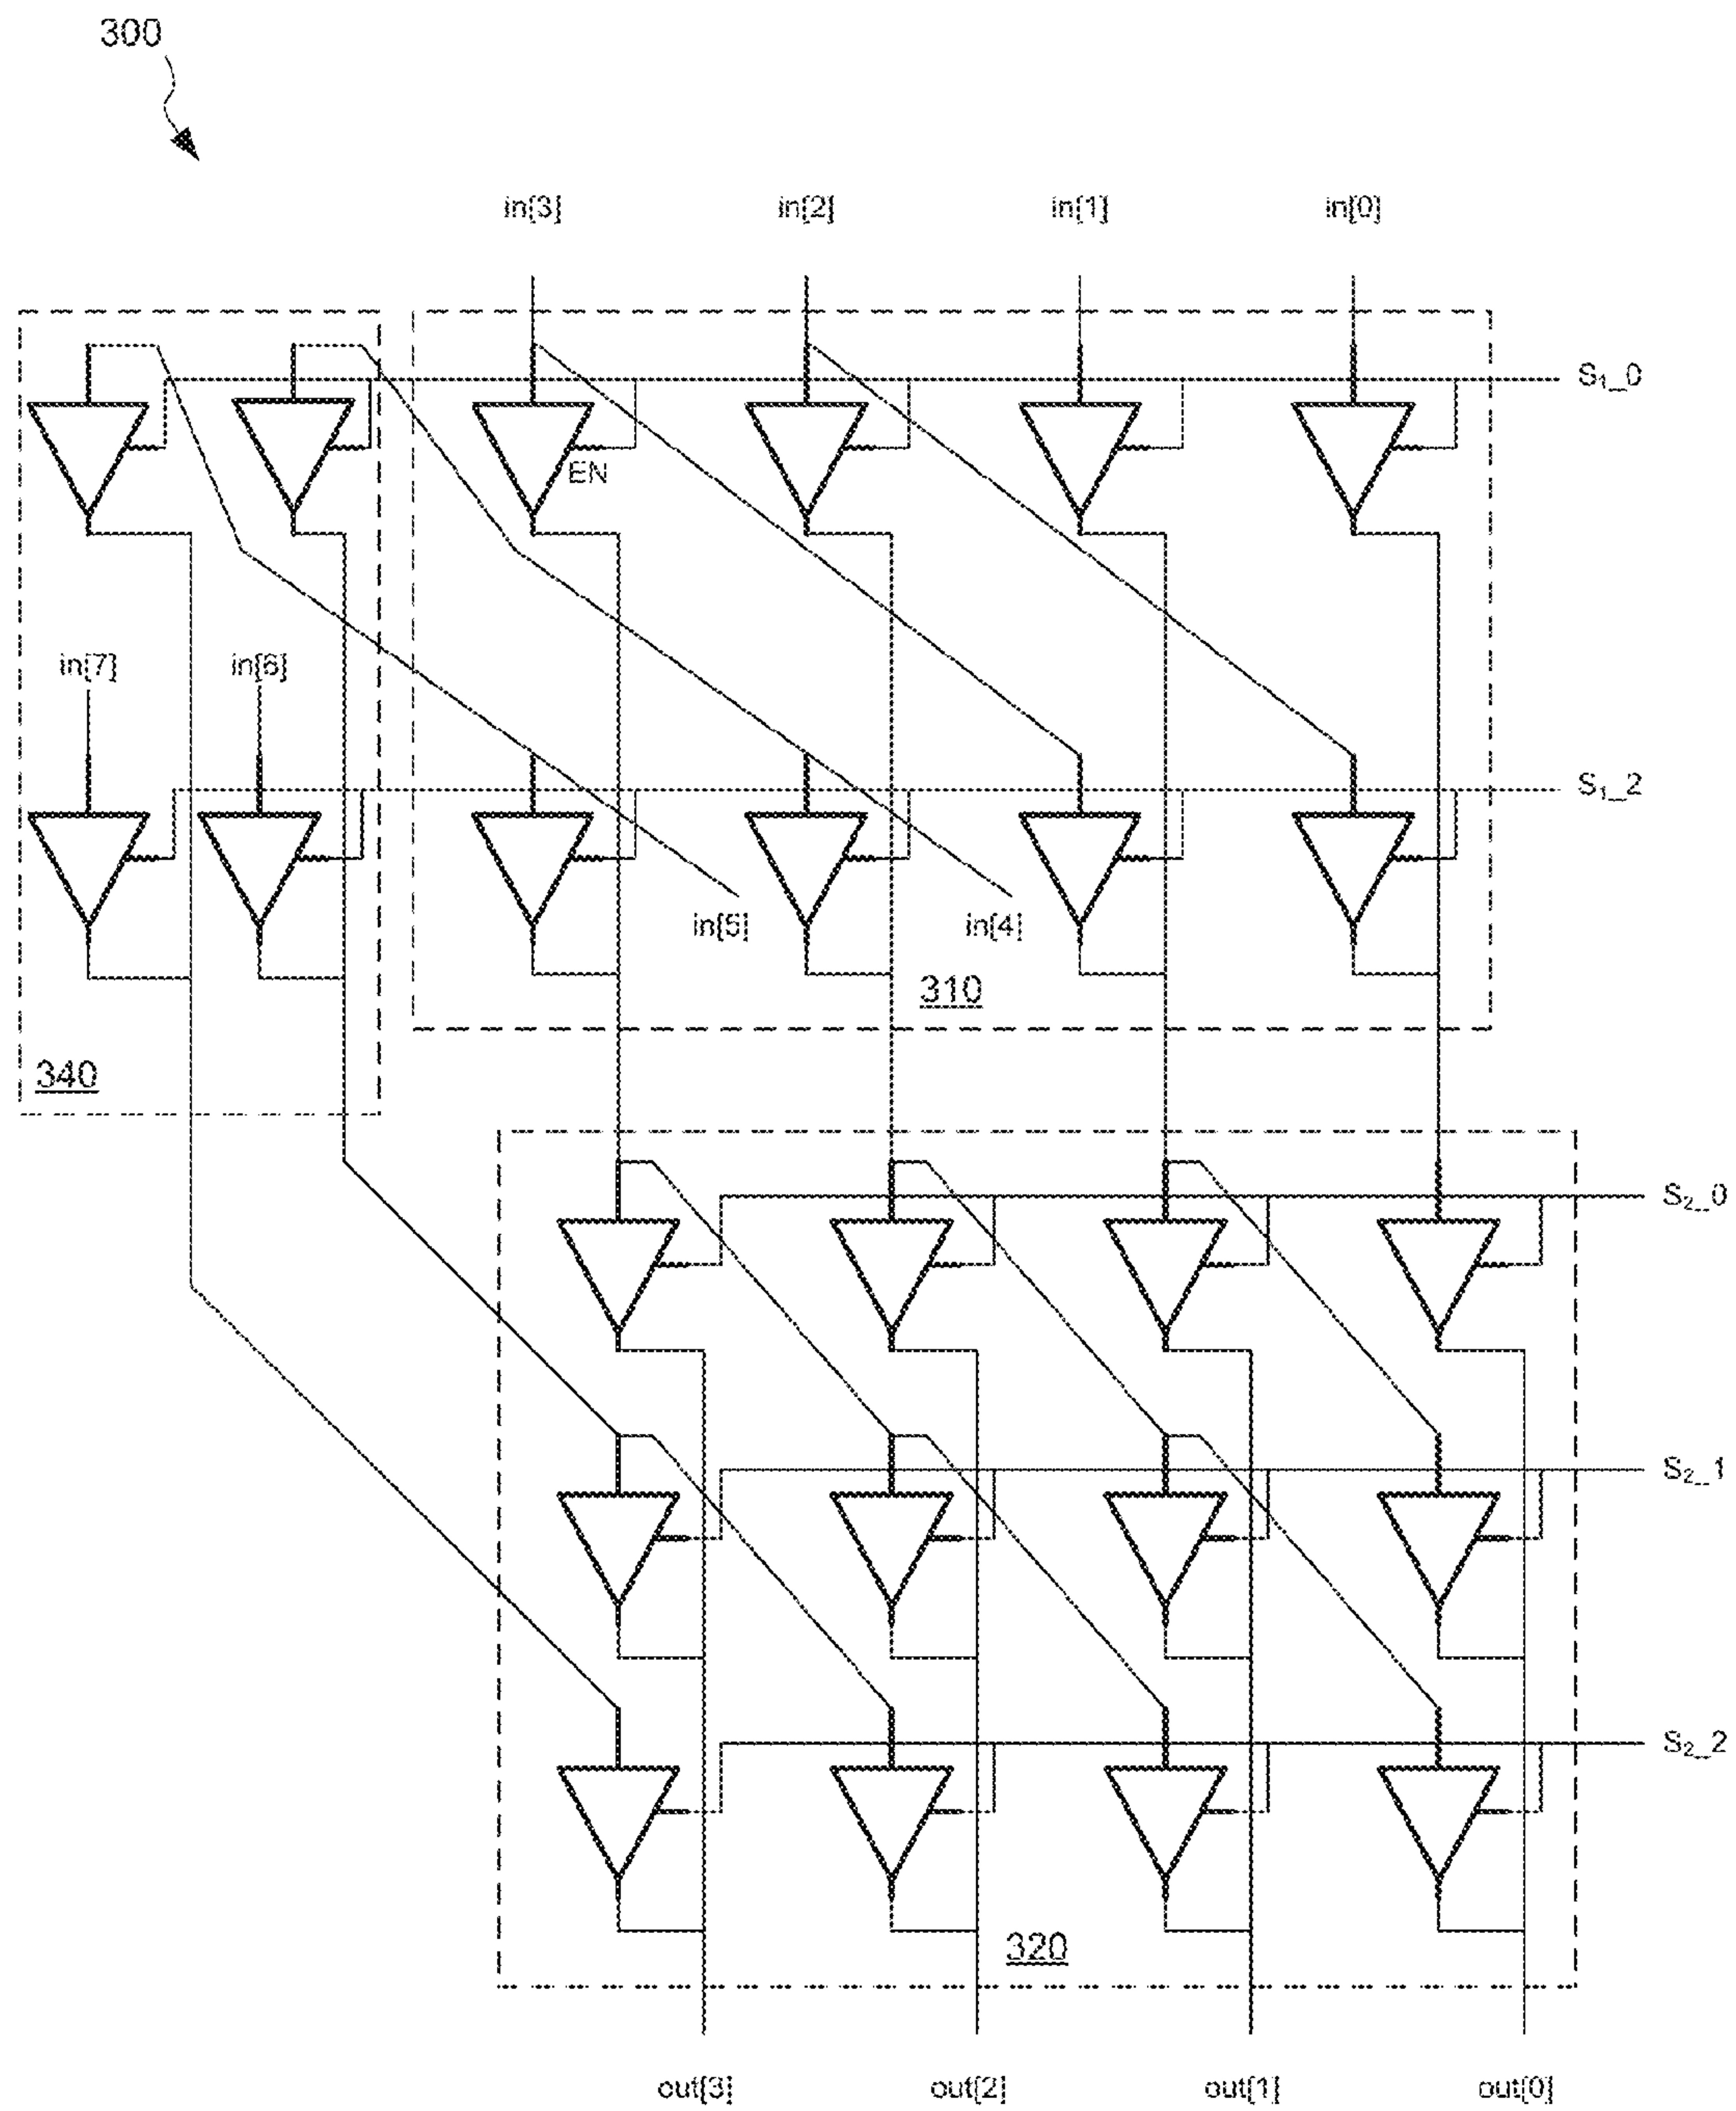 300
in[3] in[2] in[1] in[0]
S₁_0
EN
in[7] in[6]
S₁_2
in[5] in[4]
310
340
S₂_0
S₂_1
S₂_2
320
out[3] out[2] out[1] out[0]